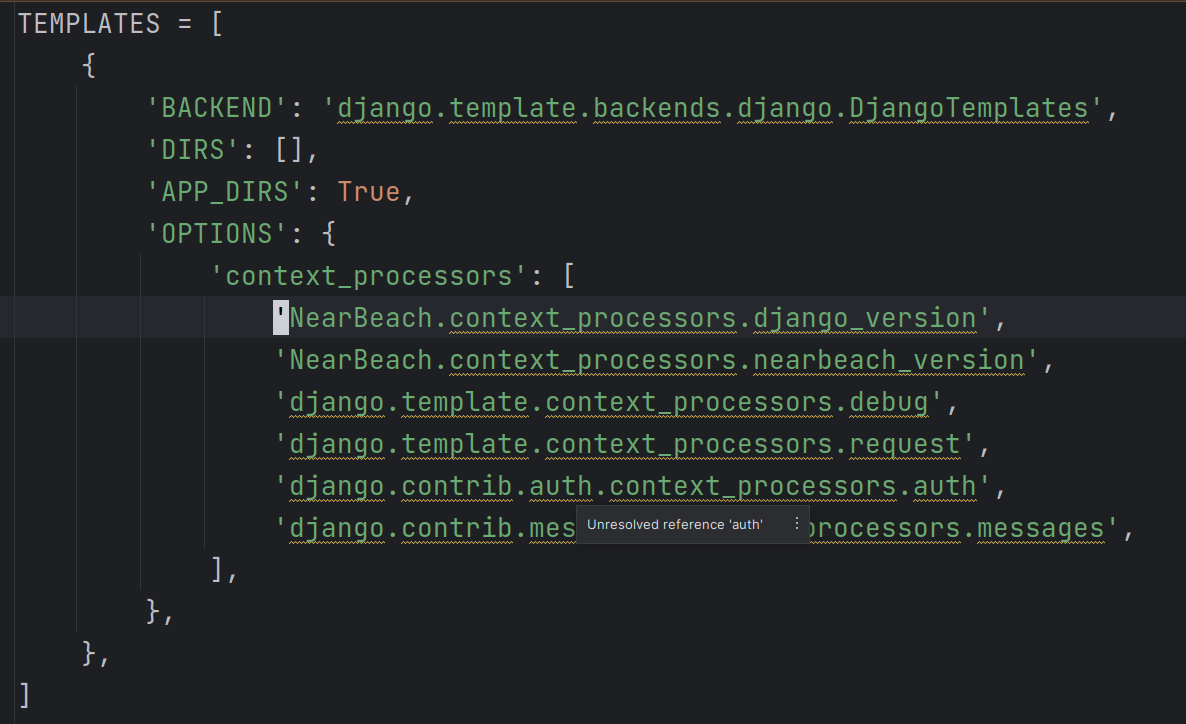 TEMPLATES = [
    {
        'BACKEND': 'django.template.backends.django.DjangoTemplates',
        'DIRS': [],
        'APP_DIRS': True,
        'OPTIONS': {
            'context_processors': [
                'NearBeach.context_processors.django_version',
                'NearBeach.context_processors.nearbeach_version',
                'django.template.context_processors.debug',
                'django.template.context_processors.request',
                'django.contrib.auth.context_processors.auth',
                'django.contrib.mes processors.messages',
Unresolved reference 'auth'
            ],
        },
    },
]